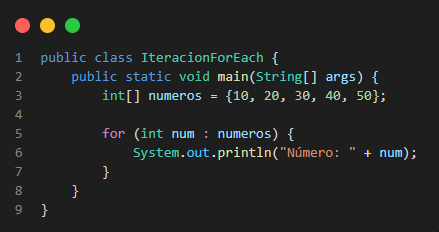 1 public class IteracionForEach {
2     public static void main(String[] args) {
3         int[] numeros = {10, 20, 30, 40, 50};
4
5         for (int num : numeros) {
6             System.out.println("Número: " + num);
7         }
8     }
9 }